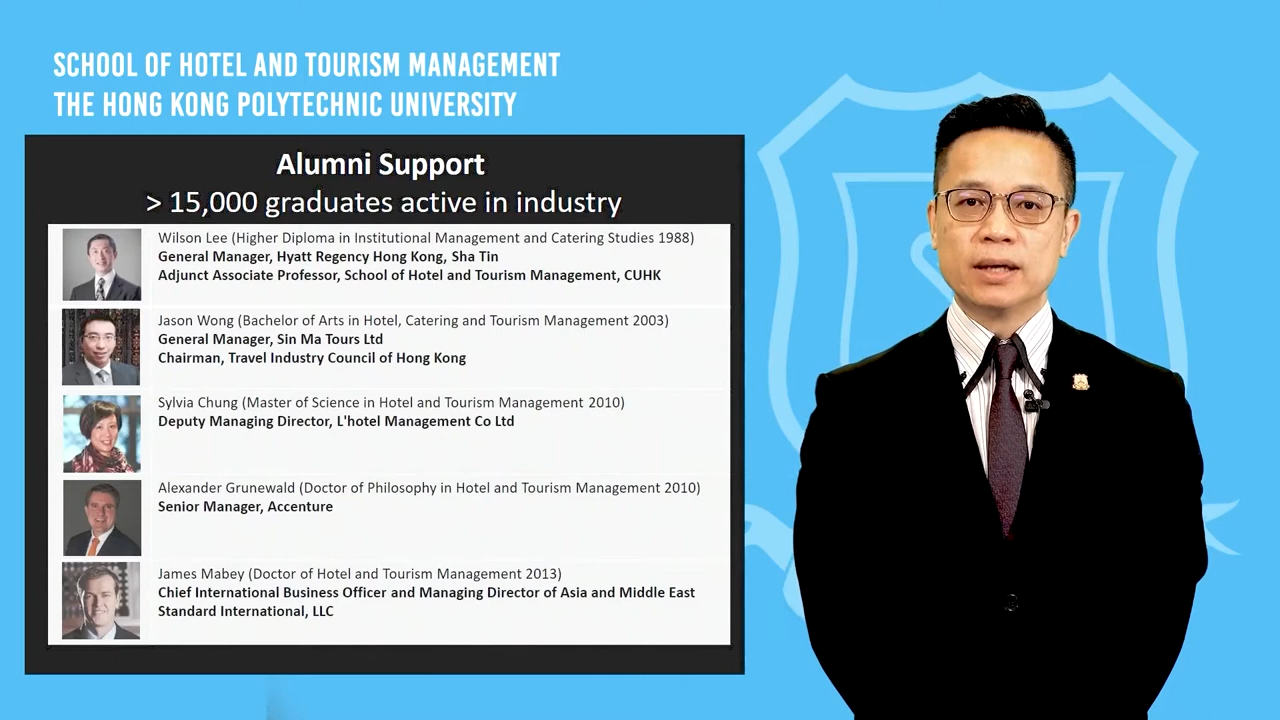 SCHOOL OF HOTEL AND TOURISM MANAGEMENT
THE HONG KONG POLYTECHNIC UNIVERSITY
Alumni Support
> 15,000 graduates active in industry
Wilson Lee (Higher Diploma in Institutional Management and Catering Studies 1988)
General Manager, Hyatt Regency Hong Kong, Sha Tin
Adjunct Associate Professor, School of Hotel and Tourism Management, CUHK
Jason Wong (Bachelor of Arts in Hotel, Catering and Tourism Management 2003)
General Manager, Sin Ma Tours Ltd
Chairman, Travel Industry Council of Hong Kong
Sylvia Chung (Master of Science in Hotel and Tourism Management 2010)
Deputy Managing Director, L'hotel Management Co Ltd
Alexander Grunewald (Doctor of Philosophy in Hotel and Tourism Management 2010)
Senior Manager, Accenture
James Mabey (Doctor of Hotel and Tourism Management 2013)
Chief International Business Officer and Managing Director of Asia and Middle East
Standard International, LLC